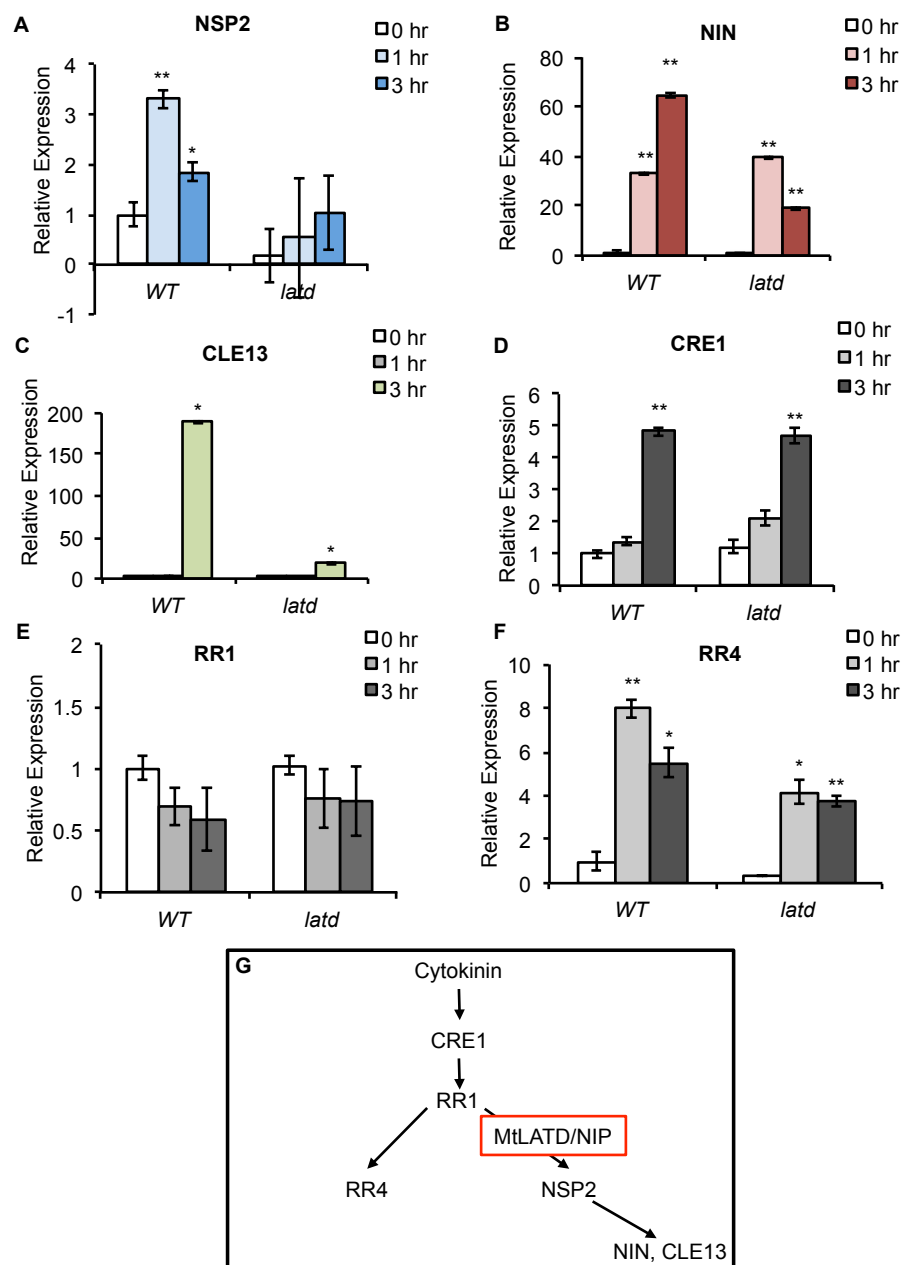 A
NSP2
0 hr
1 hr
3 hr
Relative Expression
4
3
2
1
0
-1
**
*
WT
latd
B
NIN
0 hr
1 hr
3 hr
Relative Expression
80
60
40
20
0
**
**
**
**
WT
latd
C
CLE13
0 hr
1 hr
3 hr
Relative Expression
200
150
100
50
0
*
*
WT
latd
D
CRE1
0 hr
1 hr
3 hr
Relative Expression
6
5
4
3
2
1
0
**
**
WT
latd
E
RR1
0 hr
1 hr
3 hr
Relative Expression
2
1.5
1
0.5
0
WT
latd
F
RR4
0 hr
1 hr
3 hr
Relative Expression
10
8
6
4
2
0
**
*
*
**
WT
latd
G
Cytokinin
CRE1
RR1
MtLATD/NIP
RR4 NSP2
NIN, CLE13